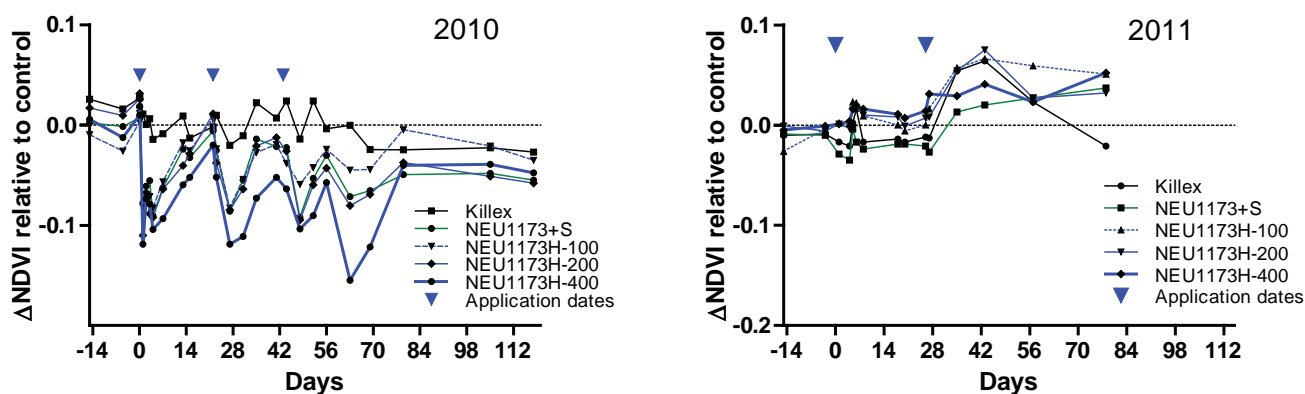 2010
ΔNDVI relative to control
0.1
0.0
-0.1
Killex
NEU1173+S
NEU1173H-100
NEU1173H-200
NEU1173H-400
Application dates
-14 0 14 28 42 56 70 84 98 112
Days
2011
ΔNDVI relative to control
0.1
0.0
-0.1
-0.2
Killex
NEU1173+S
NEU1173H-100
NEU1173H-200
NEU1173H-400
Application dates
-14 0 14 28 42 56 70 84 98 112
Days